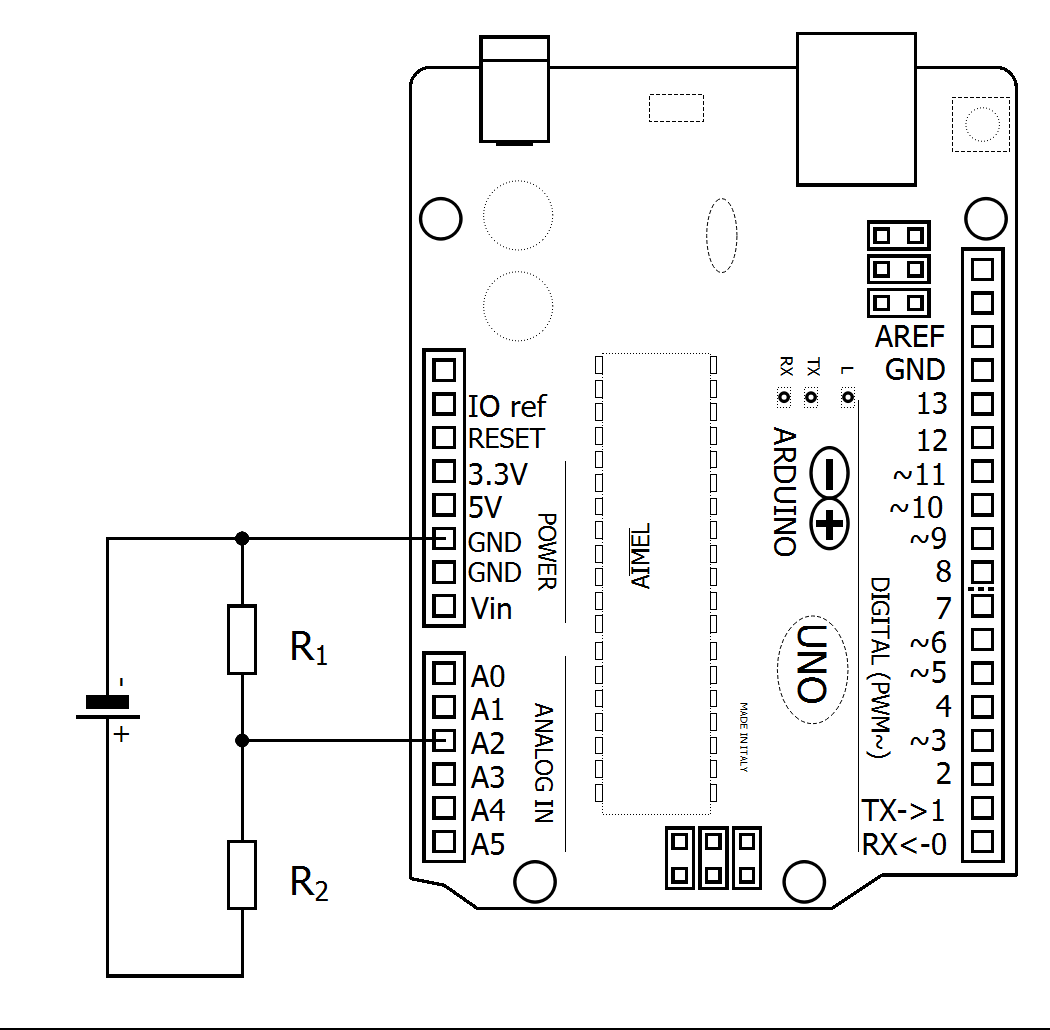 AREF
GND
13
12
~11
~10
~9
8
7
~6
~5
4
~3
2
TX->1
RX<-0
RX
TX
L
ARDUINO
UNO
DIGITAL (PWM~)
MADE IN ITALY
AIMEL
IO ref
RESET
3.3V
5V
GND
GND
Vin
POWER
A0
A1
A2
A3
A4
A5
ANALOG IN
R1
R2
-
+